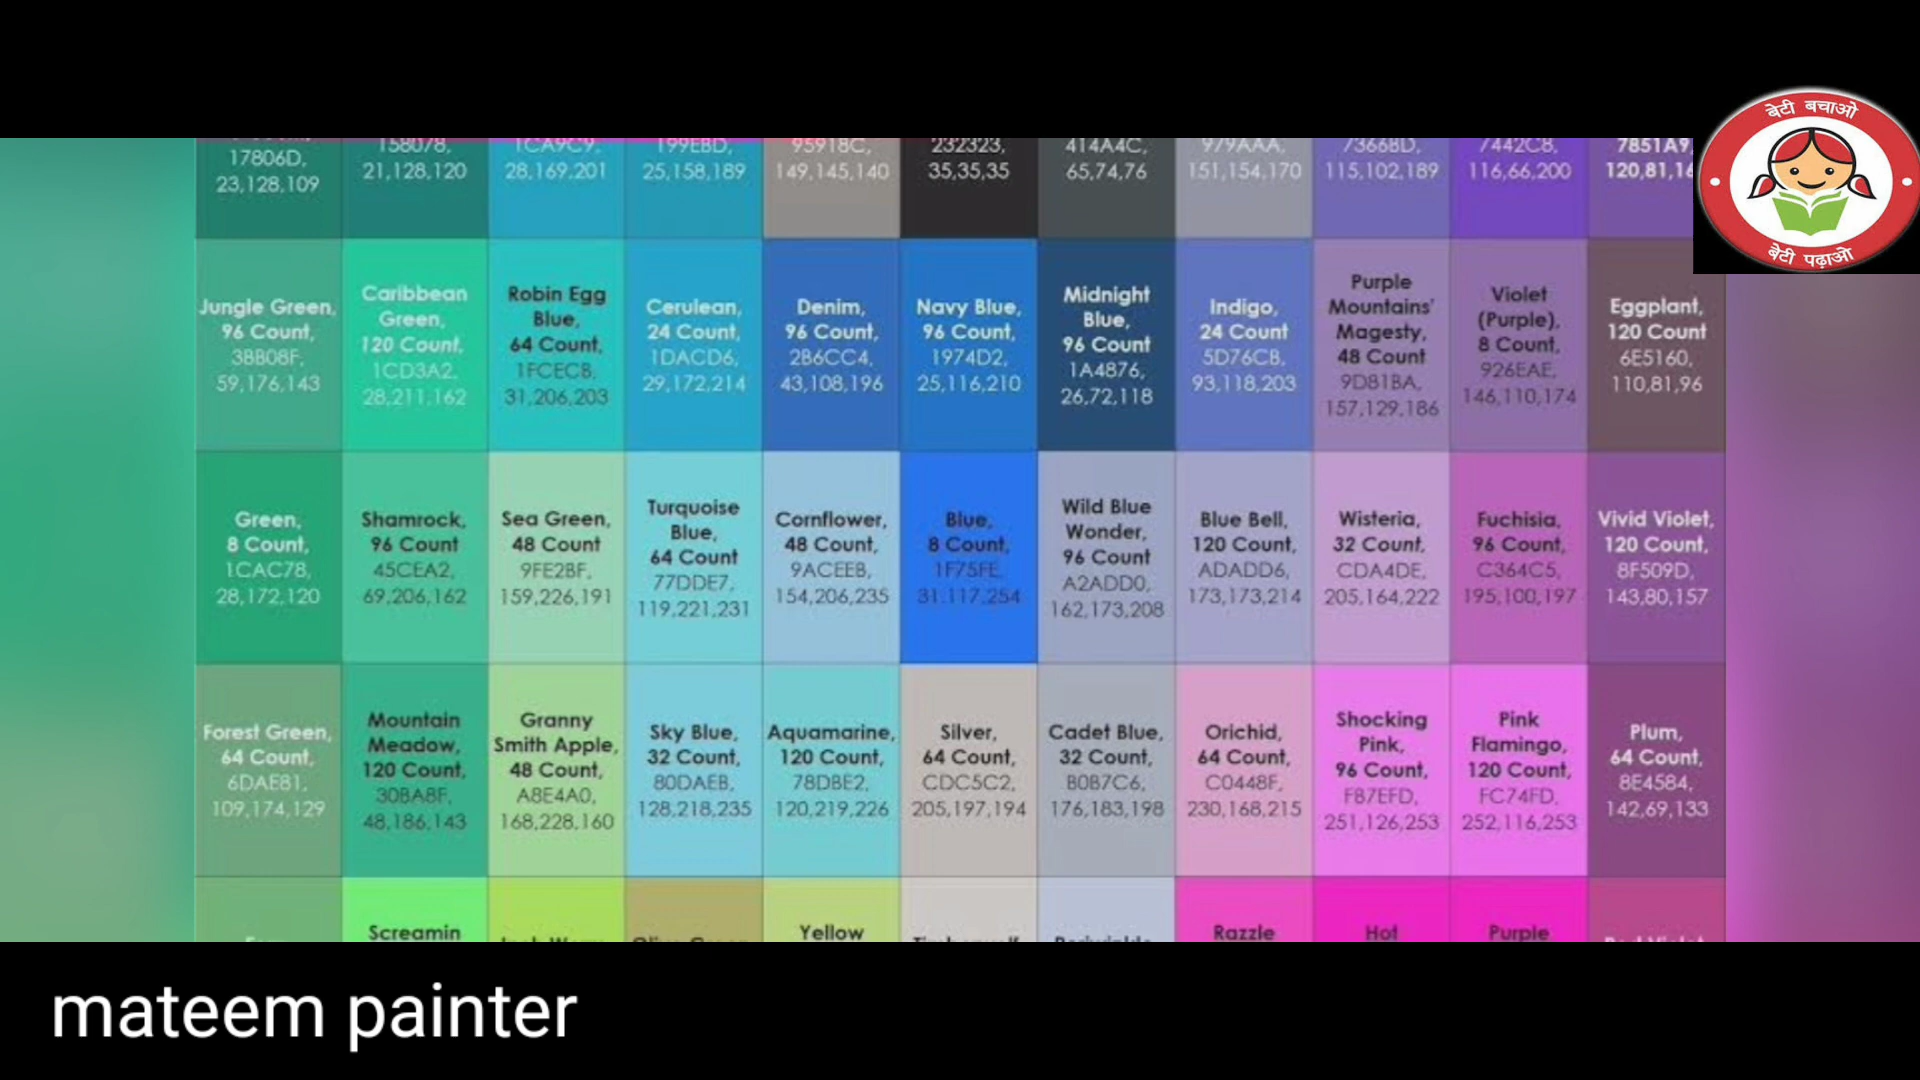 बेटी बचाओ
बेटी पढ़ाओ
17806D,
23,128,109
158078,
21,128,120
1CA9C9,
28,169,201
199EBD,
25,158,189
95918C,
149,145,140
232323,
35,35,35
414A4C,
65,74,76
979AAA,
151,154,170
7366BD,
115,102,189
7442C8,
116,66,200
7851A9,
120,81,16
Jungle Green,
96 Count,
3BB08F,
59,176,143
Caribbean
Green,
120 Count,
1CD3A2,
28,211,162
Robin Egg
Blue,
64 Count,
1FCECB,
31,206,203
Cerulean,
24 Count,
1DACD6,
29,172,214
Denim,
96 Count,
2B6CC4,
43,108,196
Navy Blue,
96 Count,
1974D2,
25,116,210
Midnight
Blue,
96 Count
1A4876,
26,72,118
Indigo,
24 Count
5D76CB,
93,118,203
Purple
Mountains'
Magesty,
48 Count
9D81BA,
157,129,186
Violet
(Purple),
8 Count,
926EAE,
146,110,174
Eggplant,
120 Count
6E5160,
110,81,96
Green,
8 Count,
1CAC78,
28,172,120
Shamrock,
96 Count
45CEA2,
69,206,162
Sea Green,
48 Count
9FE2BF,
159,226,191
Turquoise
Blue,
64 Count
77DDE7,
119,221,231
Cornflower,
48 Count,
9ACEEB,
154,206,235
Blue,
8 Count,
1F75FE,
31,117,254
Wild Blue
Wonder,
96 Count
A2ADD0,
162,173,208
Blue Bell,
120 Count,
ADADD6,
173,173,214
Wisteria,
32 Count,
CDA4DE,
205,164,222
Fuchisia,
96 Count,
C364C5,
195,100,197
Vivid Violet,
120 Count,
8F509D,
143,80,157
Forest Green,
64 Count,
6DAE81,
109,174,129
Mountain
Meadow,
120 Count,
30BA8F,
48,186,143
Granny
Smith Apple,
48 Count,
A8E4A0,
168,228,160
Sky Blue,
32 Count,
80DAEB,
128,218,235
Aquamarine,
120 Count,
78DBE2,
120,219,226
Silver,
64 Count,
CDC5C2,
205,197,194
Cadet Blue,
32 Count,
B0B7C6,
176,183,198
Orichid,
64 Count,
C0448F,
230,168,215
Shocking
Pink,
96 Count,
FB7EFD,
251,126,253
Pink
Flamingo,
120 Count,
FC74FD,
252,116,253
Plum,
64 Count,
8E4584,
142,69,133
Screamin
Yellow
Razzle
Hot
Purple
mateem painter